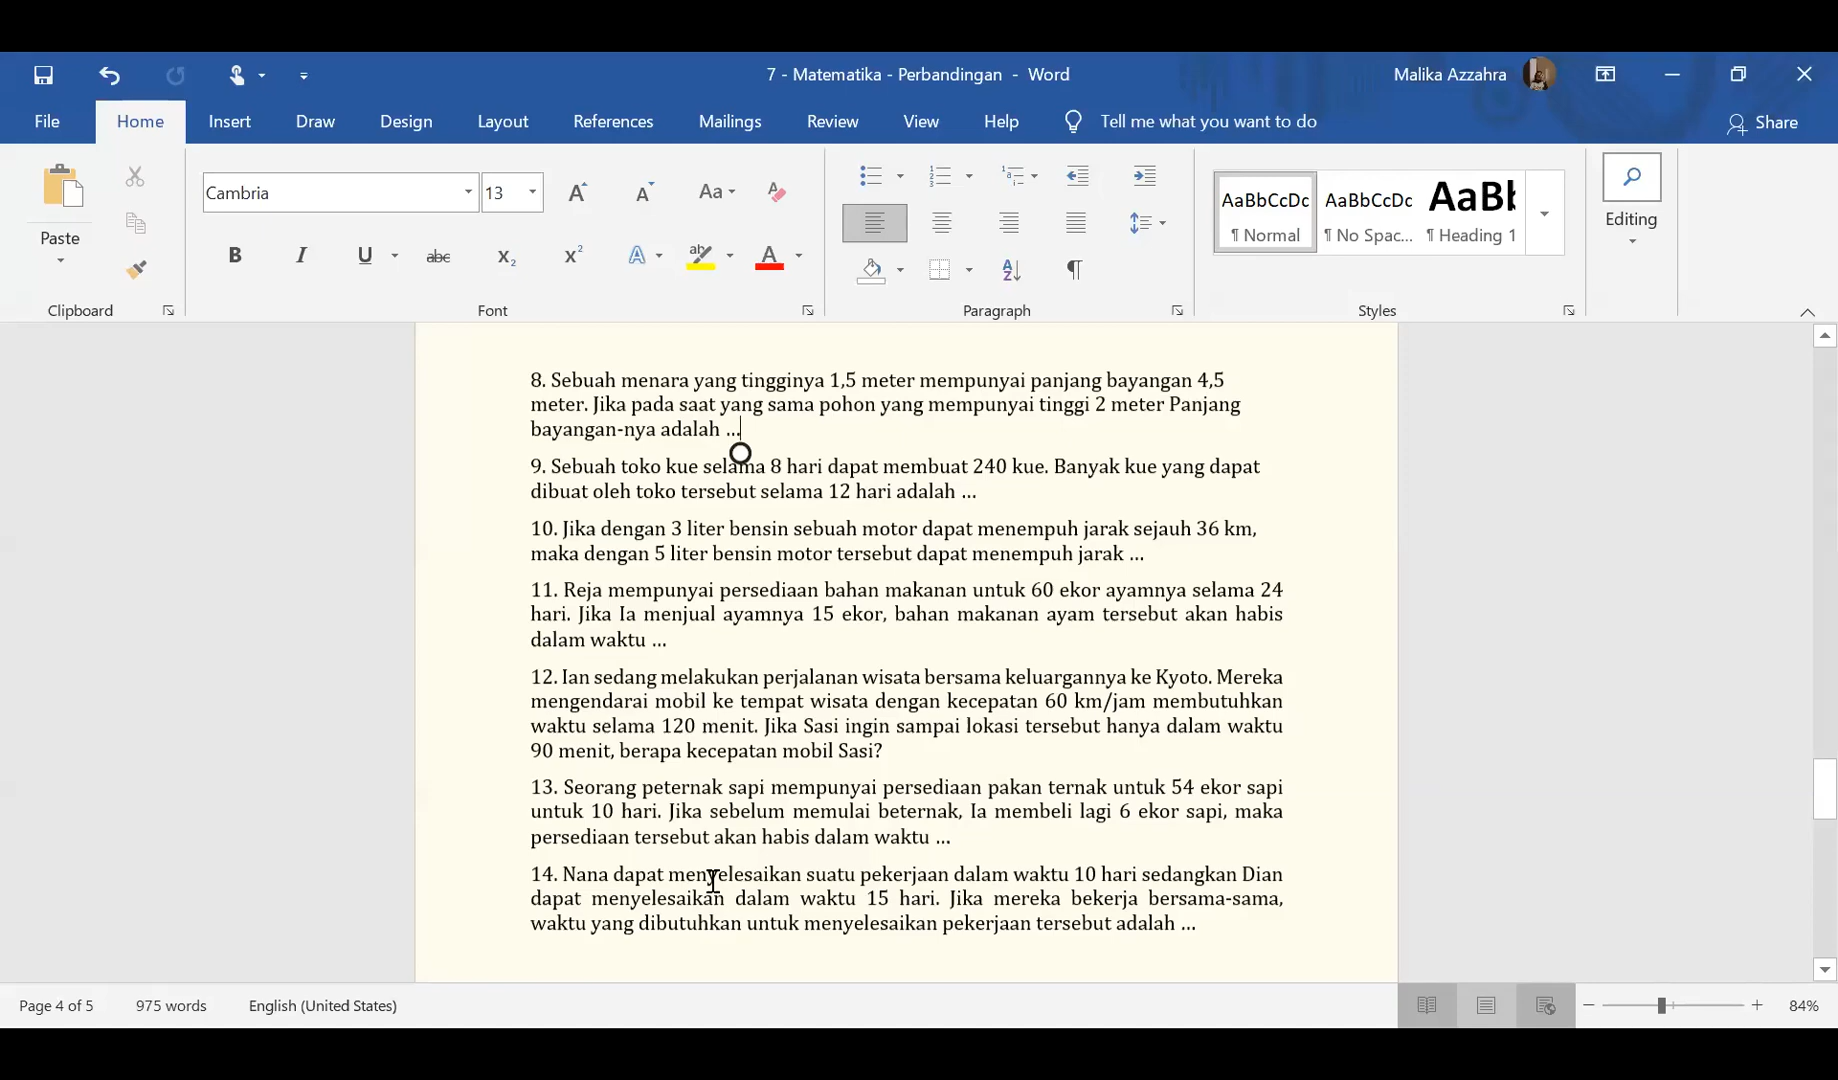 7 - Matematika - Perbandingan - Word
Malika Azzahra
File
Home
Insert
Draw
Design
Layout
References
Mailings
Review
View
Help
Tell me what you want to do
Share
Paste
Clipboard
Cambria
13
Aa
B
I
U
abc
x₂
x²
A
Font
Paragraph
AaBbCcDc
¶ Normal
AaBbCcDc
¶ No Spac...
AaBb
¶ Heading 1
Styles
Editing
8. Sebuah menara yang tingginya 1,5 meter mempunyai panjang bayangan 4,5
meter. Jika pada saat yang sama pohon yang mempunyai tinggi 2 meter Panjang
bayangan-nya adalah ...
9. Sebuah toko kue selama 8 hari dapat membuat 240 kue. Banyak kue yang dapat
dibuat oleh toko tersebut selama 12 hari adalah ...
10. Jika dengan 3 liter bensin sebuah motor dapat menempuh jarak sejauh 36 km,
maka dengan 5 liter bensin motor tersebut dapat menempuh jarak ...
11. Reja mempunyai persediaan bahan makanan untuk 60 ekor ayamnya selama 24
hari. Jika Ia menjual ayamnya 15 ekor, bahan makanan ayam tersebut akan habis
dalam waktu ...
12. Ian sedang melakukan perjalanan wisata bersama keluargannya ke Kyoto. Mereka
mengendarai mobil ke tempat wisata dengan kecepatan 60 km/jam membutuhkan
waktu selama 120 menit. Jika Sasi ingin sampai lokasi tersebut hanya dalam waktu
90 menit, berapa kecepatan mobil Sasi?
13. Seorang peternak sapi mempunyai persediaan pakan ternak untuk 54 ekor sapi
untuk 10 hari. Jika sebelum memulai beternak, Ia membeli lagi 6 ekor sapi, maka
persediaan tersebut akan habis dalam waktu ...
14. Nana dapat menyelesaikan suatu pekerjaan dalam waktu 10 hari sedangkan Dian
dapat menyelesaikan dalam waktu 15 hari. Jika mereka bekerja bersama-sama,
waktu yang dibutuhkan untuk menyelesaikan pekerjaan tersebut adalah ...
Page 4 of 5
975 words
English (United States)
84%